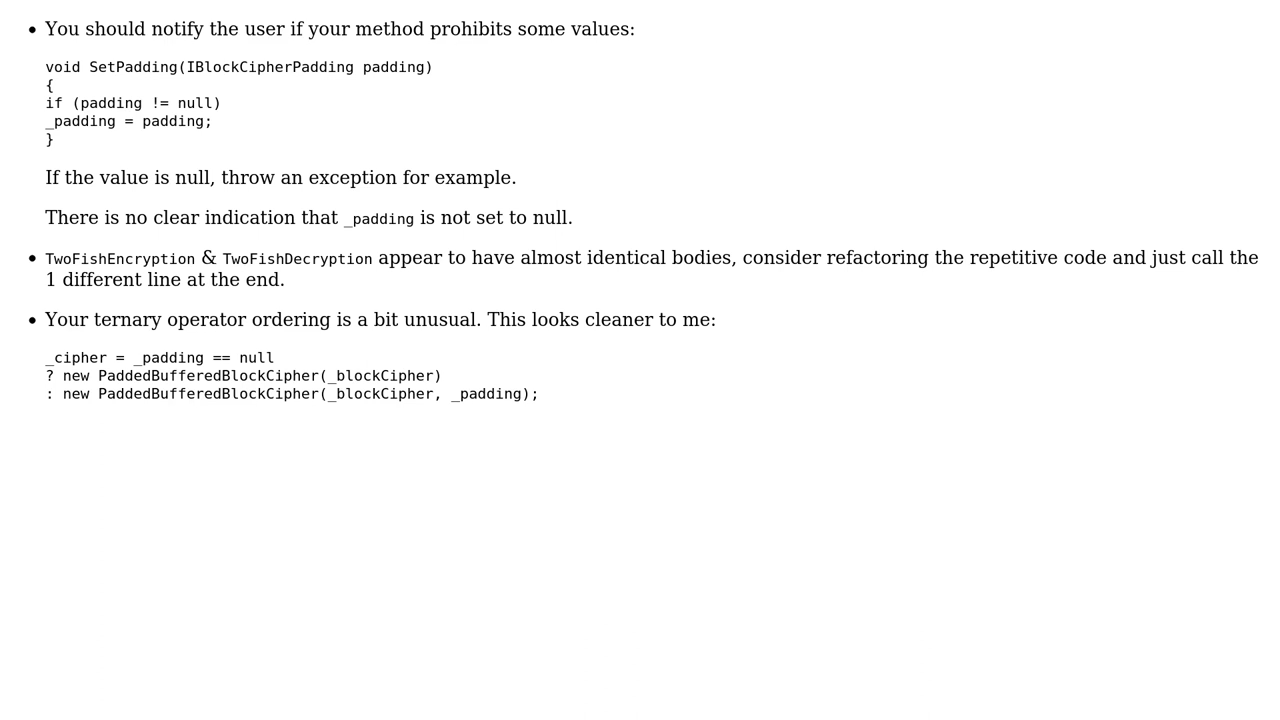 You should notify the user if your method prohibits some values:
void SetPadding(IBlockCipherPadding padding)
{
if (padding != null)
_padding = padding;
}
If the value is null, throw an exception for example.
There is no clear indication that _padding is not set to null.
TwoFishEncryption & TwoFishDecryption appear to have almost identical bodies, consider refactoring the repetitive code and just call the
1 different line at the end.
Your ternary operator ordering is a bit unusual. This looks cleaner to me:
_cipher = _padding == null
? new PaddedBufferedBlockCipher(_blockCipher)
: new PaddedBufferedBlockCipher(_blockCipher, _padding);